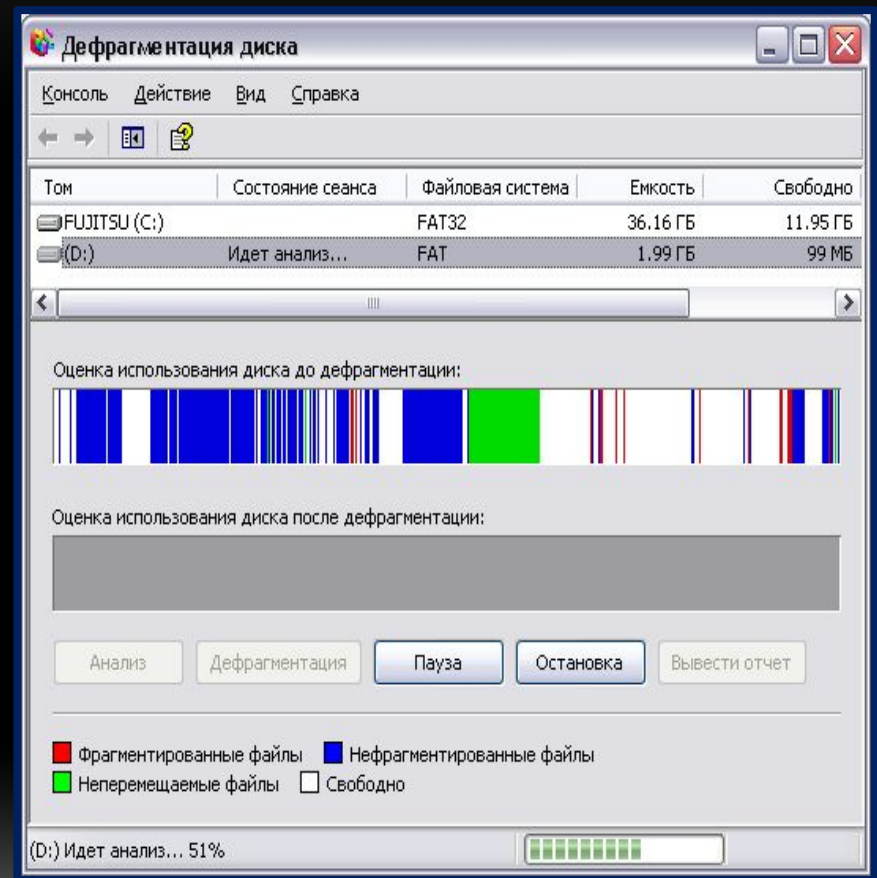 Дефрагментация диска
Консоль Действие Вид Справка
Том Состояние сеанса Файловая система Емкость Свободно
FUJITSU (C:) FAT32 36.16 ГБ 11.95 ГБ
(D:) Идет анализ... FAT 1.99 ГБ 99 МБ
Оценка использования диска до дефрагментации:
Оценка использования диска после дефрагментации:
Анализ Дефрагментация Пауза Остановка Вывести отчет
Фрагментированные файлы Нефрагментированные файлы
Неперемещаемые файлы Свободно
(D:) Идет анализ... 51%